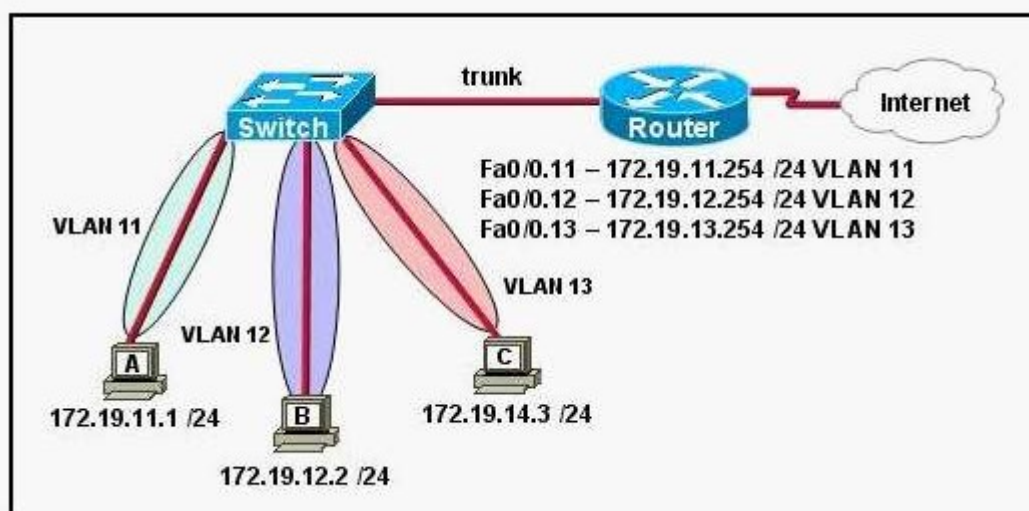 trunk
Switch
Router
Internet
Fa0/0.11 – 172.19.11.254 /24 VLAN 11
Fa0/0.12 – 172.19.12.254 /24 VLAN 12
Fa0/0.13 – 172.19.13.254 /24 VLAN 13
VLAN 11
VLAN 12
VLAN 13
A
172.19.11.1 /24
B
172.19.12.2 /24
C
172.19.14.3 /24